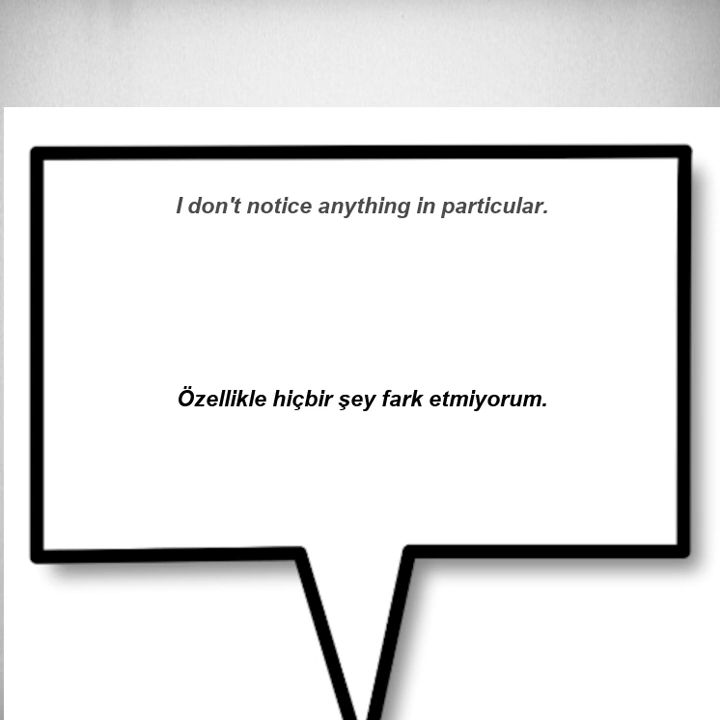 I don't notice anything in particular.
Özellikle hiçbir şey fark etmiyorum.